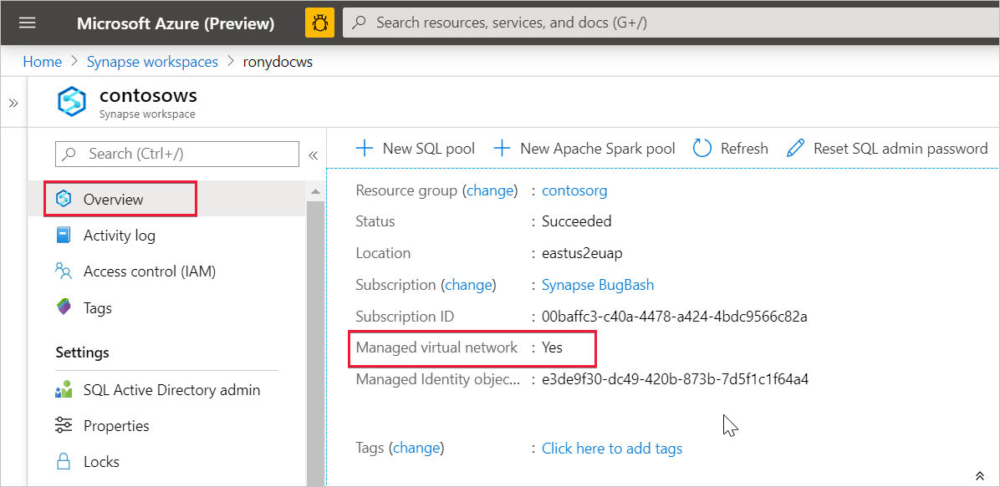 Microsoft Azure (Preview)
Search resources, services, and docs (G+/)
Home > Synapse workspaces > ronydocws
contosows
Synapse workspace
Search (Ctrl+/)
Overview
Activity log
Access control (IAM)
Tags
Settings
SQL Active Directory admin
Properties
Locks
New SQL pool
New Apache Spark pool
Refresh
Reset SQL admin password
Resource group (change) : contosorg
Status : Succeeded
Location : eastus2euap
Subscription (change) : Synapse BugBash
Subscription ID : 00baffc3-c40a-4478-a424-4bdc9566c82a
Managed virtual network : Yes
Managed Identity objec... : e3de9f30-dc49-420b-873b-7d5f1c1f64a4
Tags (change) : Click here to add tags